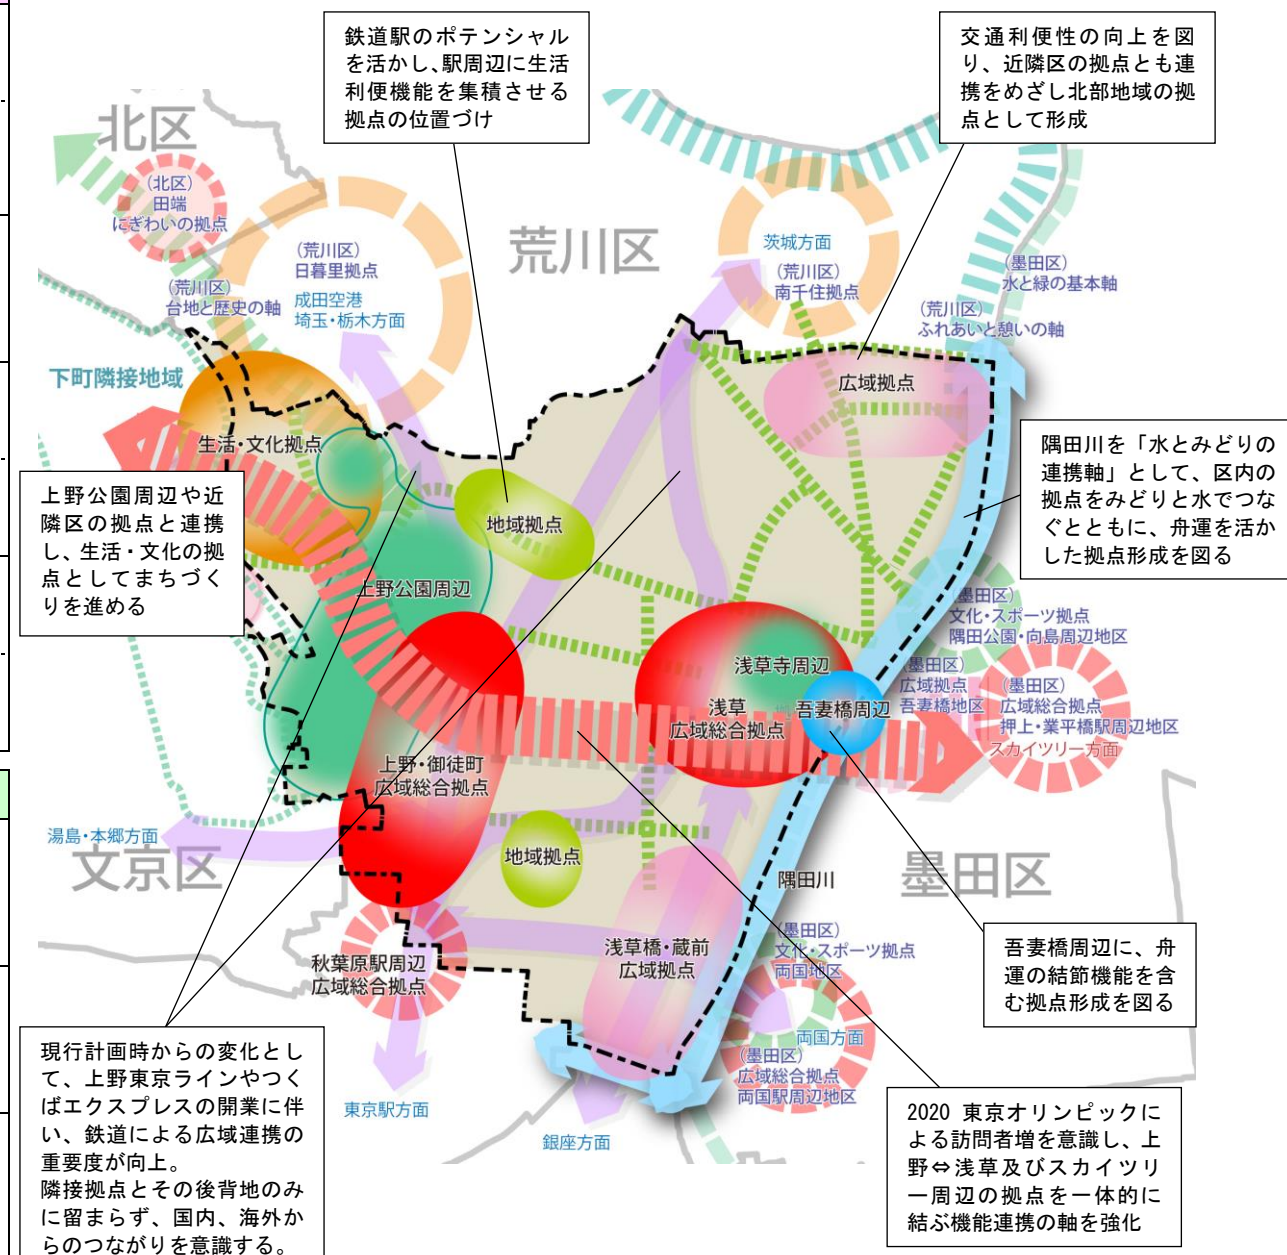 鉄道駅のポテンシャル
を活かし、駅周辺に生活
利便機能を集積させる
拠点の位置づけ
交通利便性の向上を図
り、近隣区の拠点とも連
携をめざし北部地域の拠
点として形成
北区
(北区)
田端
にぎわいの拠点
(荒川区)
日暮里拠点
成田空港
埼玉・栃木方面
(荒川区)
台地と歴史の軸
荒川区
茨城方面
(荒川区)
南千住拠点
(墨田区)
水と緑の基本軸
(荒川区)
ふれあいと憩いの軸
下町隣接地域
広域拠点
生活・文化拠点
隅田川を「水とみどりの
連携軸」として、区内の
拠点をみどりと水でつな
ぐとともに、舟運を活か
した拠点形成を図る
上野公園周辺や近
隣区の拠点と連携
し、生活・文化の拠
点としてまちづく
りを進める
地域拠点
上野公園周辺
(墨田区)
文化・スポーツ拠点
隅田公園・向島周辺地区
浅草寺周辺
浅草
広域総合拠点
吾妻橋周辺
(墨田区)
広域拠点
吾妻橋地区
(墨田区)
広域総合拠点
押上・業平橋駅周辺地区
スカイツリー方面
上野・御徒町
広域総合拠点
湯島・本郷方面
文京区
地域拠点
隅田川
墨田区
浅草橋・蔵前
広域拠点
(墨田区)
文化・スポーツ拠点
両国地区
吾妻橋周辺に、舟
運の結節機能を含
む拠点形成を図る
秋葉原駅周辺
広域総合拠点
両国方面
(墨田区)
広域総合拠点
両国駅周辺地区
現行計画時からの変化とし
て、上野東京ラインやつく
ばエクスプレスの開業に伴
い、鉄道による広域連携の
重要度が向上。
隣接拠点とその後背地のみ
に留まらず、国内、海外か
らのつながりを意識する。
東京駅方面
銀座方面
2020 東京オリンピックに
よる訪問者増を意識し、上
野⇔浅草及びスカイツリ
ー周辺の拠点を一体的に
結ぶ機能連携の軸を強化